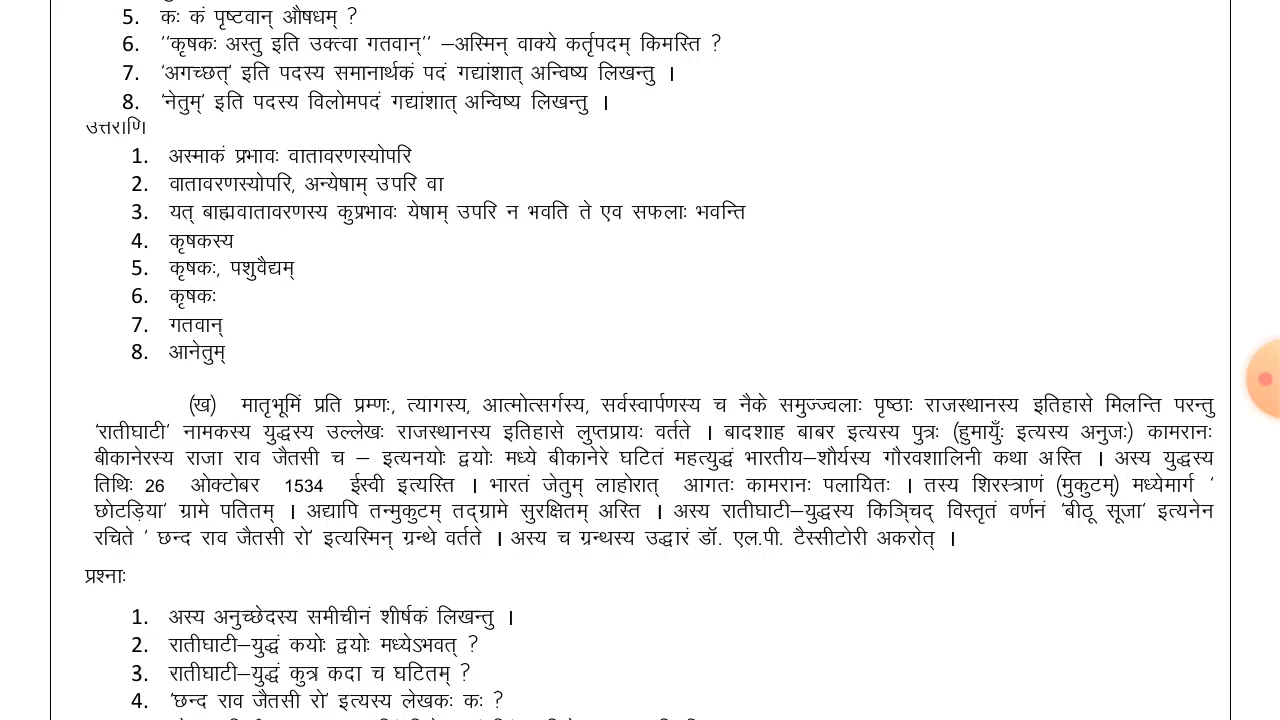 5. कः कं पृष्टवान् औषधम् ?
6. ‘‘कृषकः अस्तु इति उक्त्वा गतवान्’’ –अस्मिन् वाक्ये कर्तृपदम् किमस्ति ?
7. ‘अगच्छत्’ इति पदस्य समानार्थकं पदं गद्यांशात् अन्विष्य लिखन्तु ।
8. ‘नेतुम्’ इति पदस्य विलोमपदं गद्यांशात् अन्विष्य लिखन्तु ।
उत्तराणि
1. अस्माकं प्रभावः वातावरणस्योपरि
2. वातावरणस्योपरि, अन्येषाम् उपरि वा
3. यत् बाह्यवातावरणस्य कुप्रभावः येषाम् उपरि न भवति ते एव सफलाः भवन्ति
4. कृषकस्य
5. कृषकः, पशुवैद्यम्
6. कृषकः
7. गतवान्
8. आनेतुम्
(ख) मातृभूमिं प्रति प्रम्णः, त्यागस्य, आत्मोत्सर्गस्य, सर्वस्वार्पणस्य च नैके समुज्ज्वलाः पृष्ठाः राजस्थानस्य इतिहासे मिलन्ति परन्तु
‘रातीघाटी’ नामकस्य युद्धस्य उल्लेखः राजस्थानस्य इतिहासे लुप्तप्रायः वर्तते । बादशाह बाबर इत्यस्य पुत्रः (हुमायुँः इत्यस्य अनुजः) कामरानः
बीकानेरस्य राजा राव जैतसी च – इत्यनयोः द्वयोः मध्ये बीकानेरे घटितं महत्युद्धं भारतीय–शौर्यस्य गौरवशालिनी कथा अस्ति । अस्य युद्धस्य
तिथिः 26 ओक्टोबर 1534 ईस्वी इत्यस्ति । भारतं जेतुम् लाहोरात् आगतः कामरानः पलायितः । तस्य शिरस्त्राणं (मुकुटम्) मध्येमार्ग ‘
छोटड़िया’ ग्रामे पतितम् । अद्यापि तन्मुकुटम् तद्ग्रामे सुरक्षितम् अस्ति । अस्य रातीघाटी–युद्धस्य किञ्चिद् विस्तृतं वर्णनं ‘बीठू सूजा’ इत्यनेन
रचिते ‘ छन्द राव जैतसी रो’ इत्यस्मिन् ग्रन्थे वर्तते । अस्य च ग्रन्थस्य उद्धारं डॉ. एल.पी. टैस्सीटोरी अकरोत् ।
प्रश्नाः
1. अस्य अनुच्छेदस्य समीचीनं शीर्षकं लिखन्तु ।
2. रातीघाटी–युद्धं कयोः द्वयोः मध्येऽभवत् ?
3. रातीघाटी–युद्धं कुत्र कदा च घटितम् ?
4. ‘छन्द राव जैतसी रो’ इत्यस्य लेखकः कः ?